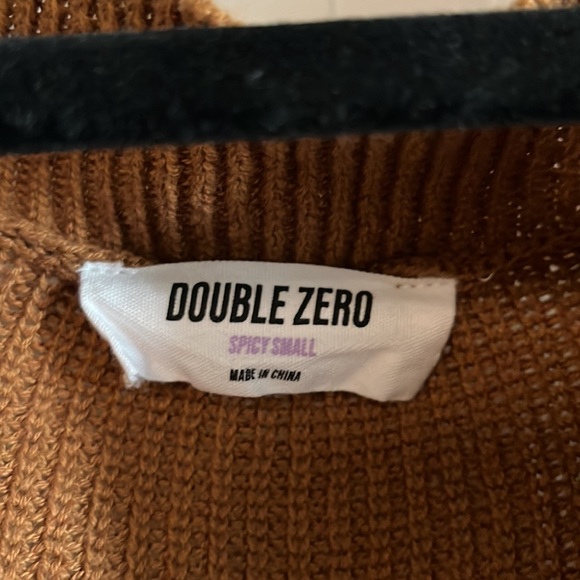 DOUBLE ZERO
SPICY SMALL
MADE IN CHINA